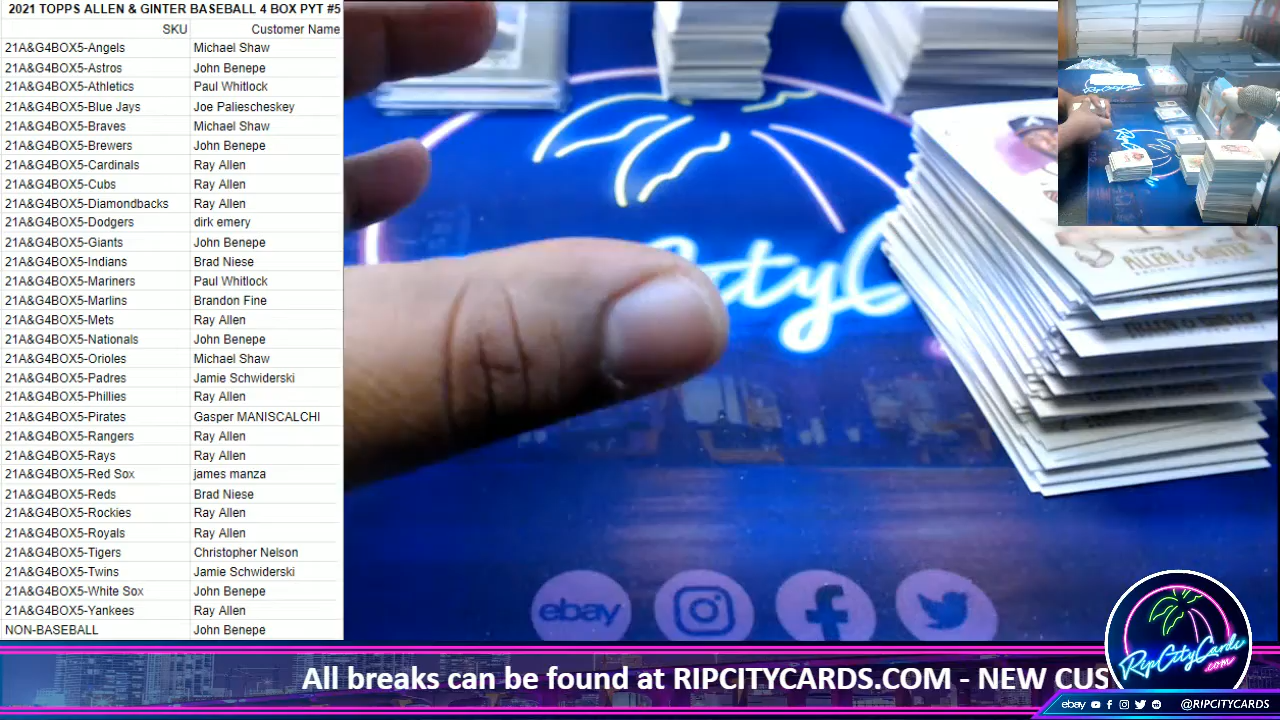 2021 TOPPS ALLEN & GINTER BASEBALL 4 BOX PYT #5
SKU Customer Name
21A&G4BOX5-Angels Michael Shaw
21A&G4BOX5-Astros John Benepe
21A&G4BOX5-Athletics Paul Whitlock
21A&G4BOX5-Blue Jays Joe Paliescheskey
21A&G4BOX5-Braves Michael Shaw
21A&G4BOX5-Brewers John Benepe
21A&G4BOX5-Cardinals Ray Allen
21A&G4BOX5-Cubs Ray Allen
21A&G4BOX5-Diamondbacks Ray Allen
21A&G4BOX5-Dodgers dirk emery
21A&G4BOX5-Giants John Benepe
21A&G4BOX5-Indians Brad Niese
21A&G4BOX5-Mariners Paul Whitlock
21A&G4BOX5-Marlins Brandon Fine
21A&G4BOX5-Mets Ray Allen
21A&G4BOX5-Nationals John Benepe
21A&G4BOX5-Orioles Michael Shaw
21A&G4BOX5-Padres Jamie Schwiderski
21A&G4BOX5-Phillies Ray Allen
21A&G4BOX5-Pirates Gasper MANISCALCHI
21A&G4BOX5-Rangers Ray Allen
21A&G4BOX5-Rays Ray Allen
21A&G4BOX5-Red Sox james manza
21A&G4BOX5-Reds Brad Niese
21A&G4BOX5-Rockies Ray Allen
21A&G4BOX5-Royals Ray Allen
21A&G4BOX5-Tigers Christopher Nelson
21A&G4BOX5-Twins Jamie Schwiderski
21A&G4BOX5-White Sox John Benepe
21A&G4BOX5-Yankees Ray Allen
NON-BASEBALL John Benepe
TOPPS
ALLEN & GINTER
ebay
All breaks can be found at RIPCITYCARDS.COM - NEW CUS
RipCityCards
.com
ebay @RIPCITYCARDS